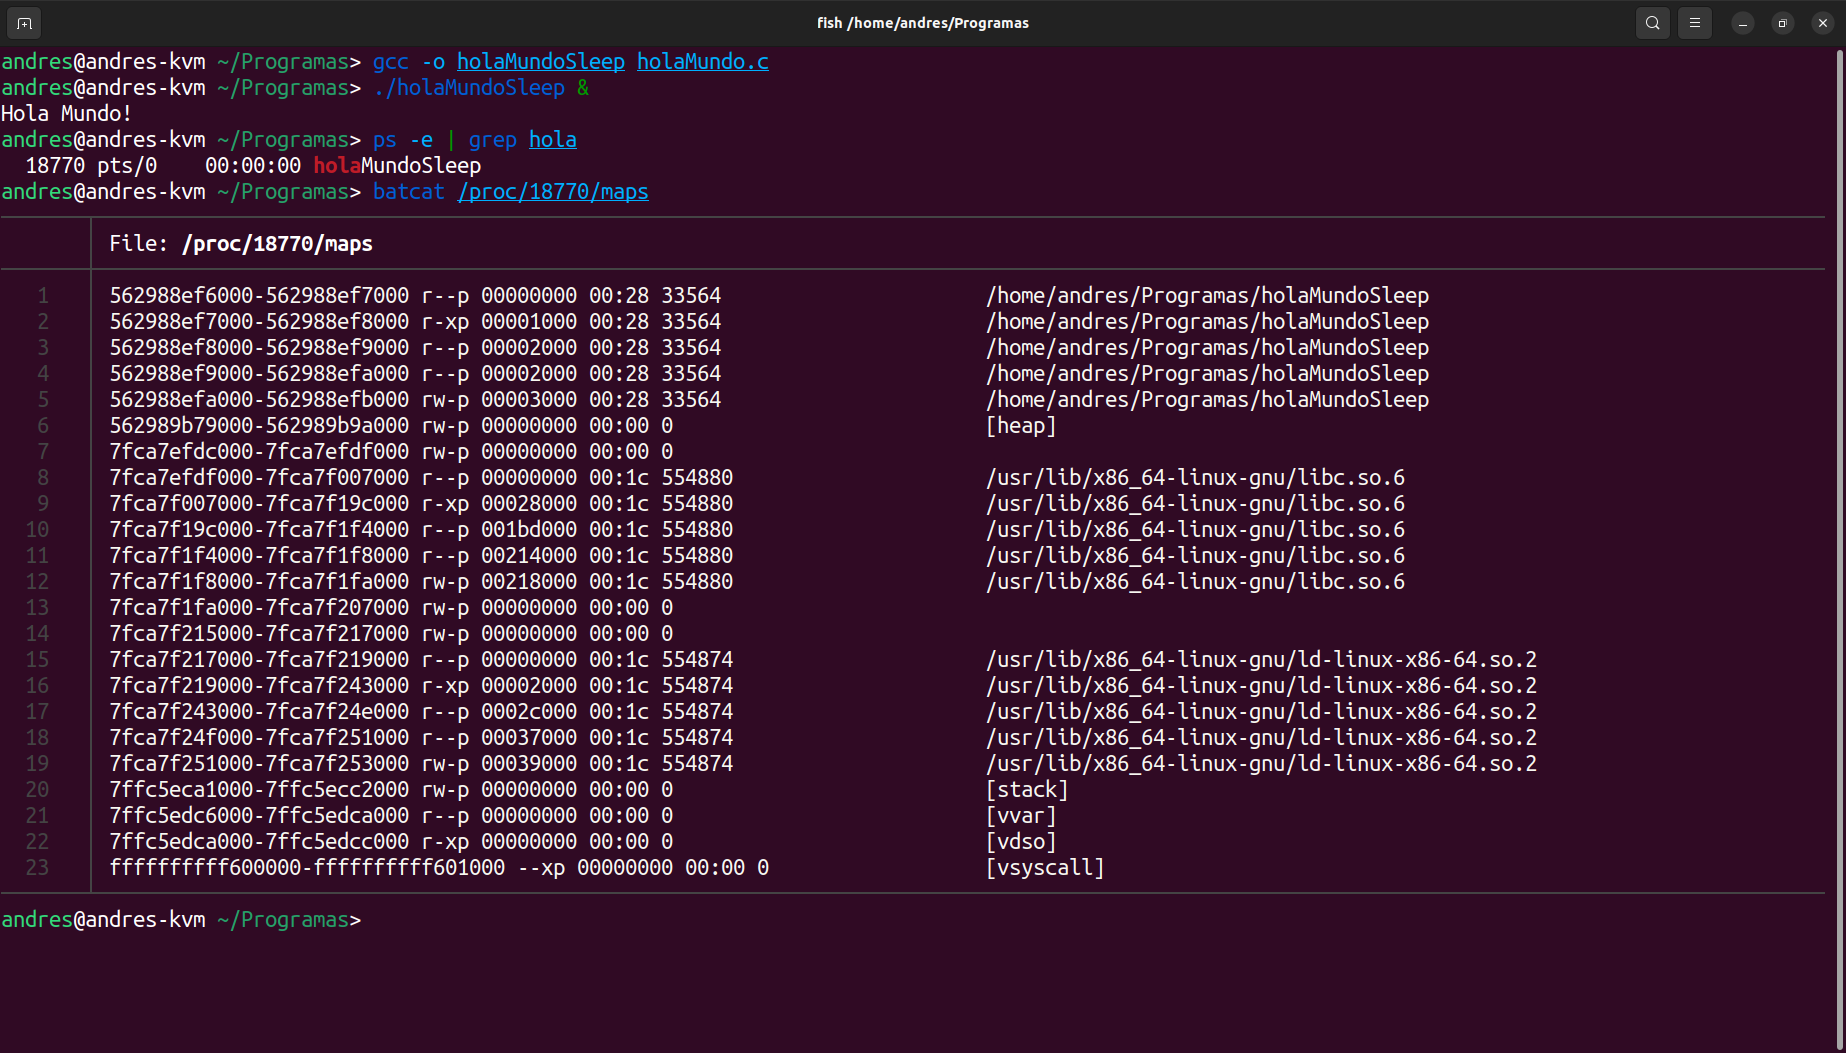 fish /home/andres/Programas
andres@andres-kvm ~/Programas> gcc -o holaMundoSleep holaMundo.c
andres@andres-kvm ~/Programas> ./holaMundoSleep &
Hola Mundo!
andres@andres-kvm ~/Programas> ps -e | grep hola
18770 pts/0    00:00:00 holaMundoSleep
andres@andres-kvm ~/Programas> batcat /proc/18770/maps
File: /proc/18770/maps
1 562988ef6000-562988ef7000 r--p 00000000 00:28 33564 /home/andres/Programas/holaMundoSleep
2 562988ef7000-562988ef8000 r-xp 00001000 00:28 33564 /home/andres/Programas/holaMundoSleep
3 562988ef8000-562988ef9000 r--p 00002000 00:28 33564 /home/andres/Programas/holaMundoSleep
4 562988ef9000-562988efa000 r--p 00002000 00:28 33564 /home/andres/Programas/holaMundoSleep
5 562988efa000-562988efb000 rw-p 00003000 00:28 33564 /home/andres/Programas/holaMundoSleep
6 562989b79000-562989b9a000 rw-p 00000000 00:00 0 [heap]
7 7fca7efdc000-7fca7efdf000 rw-p 00000000 00:00 0
8 7fca7efdf000-7fca7f007000 r--p 00000000 00:1c 554880 /usr/lib/x86_64-linux-gnu/libc.so.6
9 7fca7f007000-7fca7f19c000 r-xp 00028000 00:1c 554880 /usr/lib/x86_64-linux-gnu/libc.so.6
10 7fca7f19c000-7fca7f1f4000 r--p 001bd000 00:1c 554880 /usr/lib/x86_64-linux-gnu/libc.so.6
11 7fca7f1f4000-7fca7f1f8000 r--p 00214000 00:1c 554880 /usr/lib/x86_64-linux-gnu/libc.so.6
12 7fca7f1f8000-7fca7f1fa000 rw-p 00218000 00:1c 554880 /usr/lib/x86_64-linux-gnu/libc.so.6
13 7fca7f1fa000-7fca7f207000 rw-p 00000000 00:00 0
14 7fca7f215000-7fca7f217000 rw-p 00000000 00:00 0
15 7fca7f217000-7fca7f219000 r--p 00000000 00:1c 554874 /usr/lib/x86_64-linux-gnu/ld-linux-x86-64.so.2
16 7fca7f219000-7fca7f243000 r-xp 00002000 00:1c 554874 /usr/lib/x86_64-linux-gnu/ld-linux-x86-64.so.2
17 7fca7f243000-7fca7f24e000 r--p 0002c000 00:1c 554874 /usr/lib/x86_64-linux-gnu/ld-linux-x86-64.so.2
18 7fca7f24f000-7fca7f251000 r--p 00037000 00:1c 554874 /usr/lib/x86_64-linux-gnu/ld-linux-x86-64.so.2
19 7fca7f251000-7fca7f253000 rw-p 00039000 00:1c 554874 /usr/lib/x86_64-linux-gnu/ld-linux-x86-64.so.2
20 7ffc5eca1000-7ffc5ecc2000 rw-p 00000000 00:00 0 [stack]
21 7ffc5edc6000-7ffc5edca000 r--p 00000000 00:00 0 [vvar]
22 7ffc5edca000-7ffc5edcc000 r-xp 00000000 00:00 0 [vdso]
23 ffffffffff600000-ffffffffff601000 --xp 00000000 00:00 0 [vsyscall]
andres@andres-kvm ~/Programas>